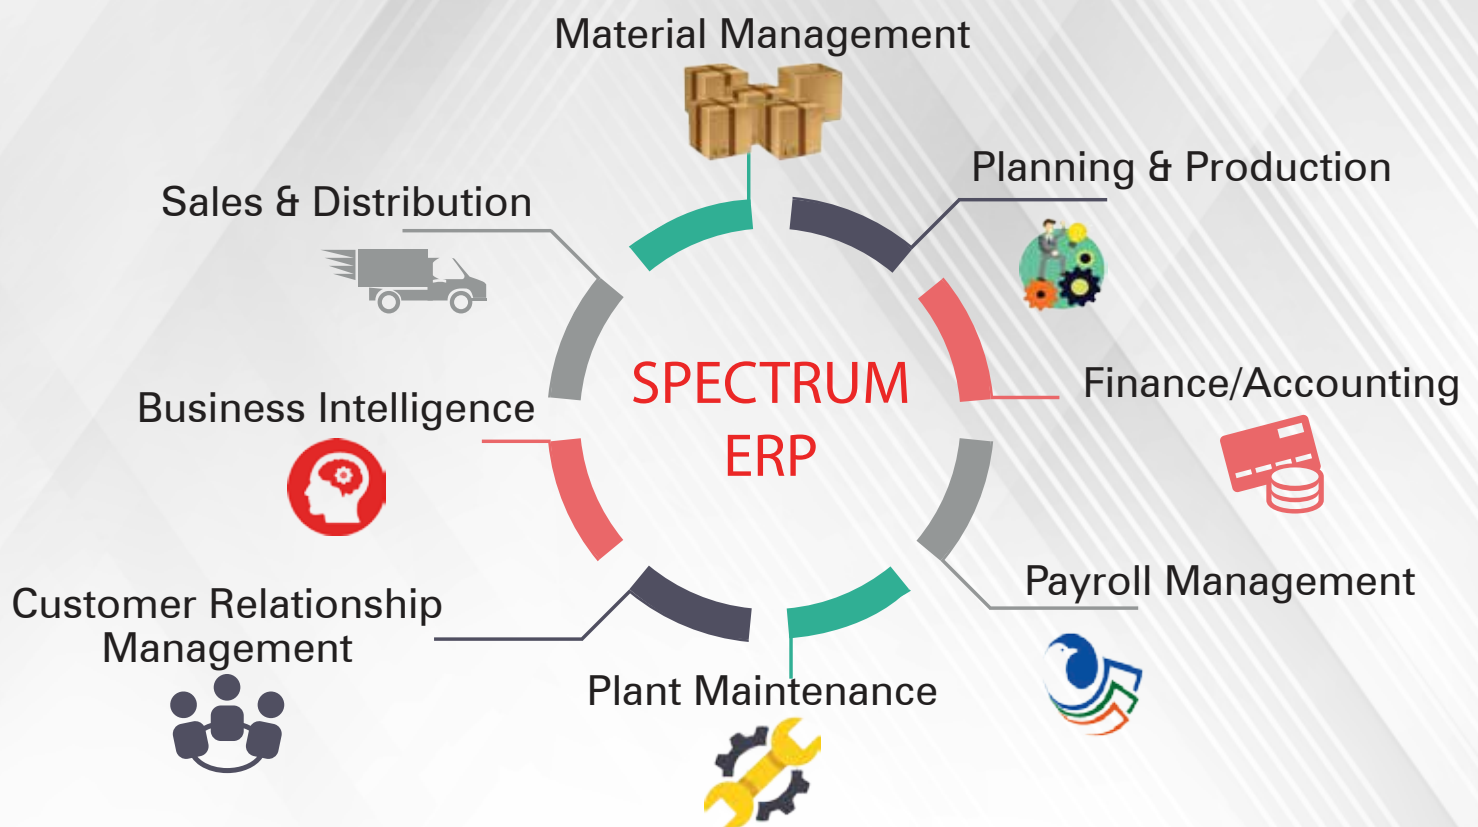 Material Management
Planning & Production
Sales & Distribution
SPECTRUM
ERP
Finance/Accounting
Business Intelligence
Payroll Management
Customer Relationship
Management
Plant Maintenance